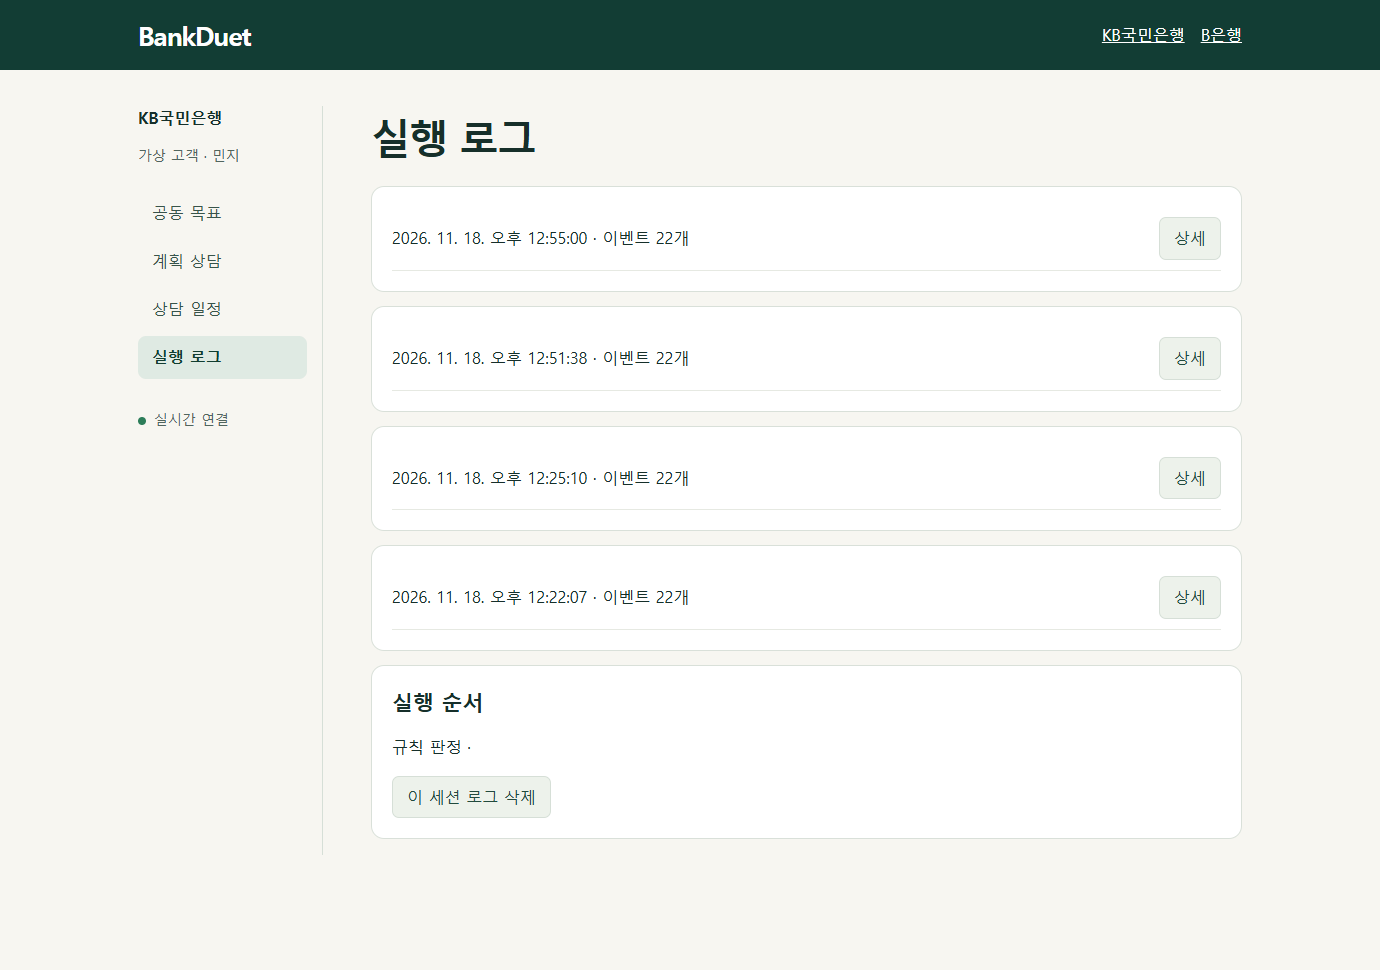 BankDuet
KB국민은행 B은행
KB국민은행
가상 고객 · 민지
공동 목표
계획 상담
상담 일정
실행 로그
실시간 연결
실행 로그
2026. 11. 18. 오후 12:55:00 · 이벤트 22개
상세
2026. 11. 18. 오후 12:51:38 · 이벤트 22개
상세
2026. 11. 18. 오후 12:25:10 · 이벤트 22개
상세
2026. 11. 18. 오후 12:22:07 · 이벤트 22개
상세
실행 순서
규칙 판정 ·
이 세션 로그 삭제